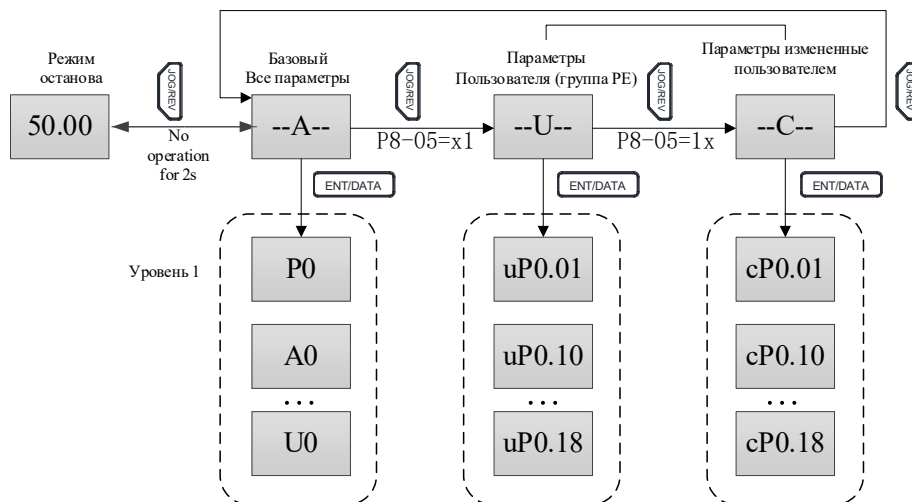 Режим
останова
Базовый
Все параметры
Параметры
Пользователя (группа PE)
Параметры измененные
пользователем
JOG/REV
JOG/REV
JOG/REV
JOG/REV
50.00
--A--
--U--
--C--
No
operation
for 2s
P8-05=x1
P8-05=1x
ENT/DATA
ENT/DATA
ENT/DATA
Уровень 1
P0
uP0.01
cP0.01
A0
uP0.10
cP0.10
...
...
...
U0
uP0.18
cP0.18